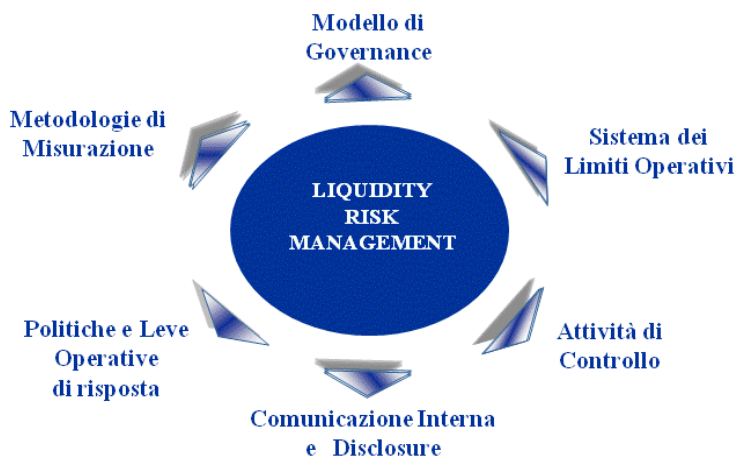 Modello di
Governance
Metodologie di
Misurazione
Sistema dei
Limiti Operativi
LIQUIDITY
RISK
MANAGEMENT
Politiche e Leve
Operative
di risposta
Attività di
Controllo
Comunicazione Interna
e Disclosure